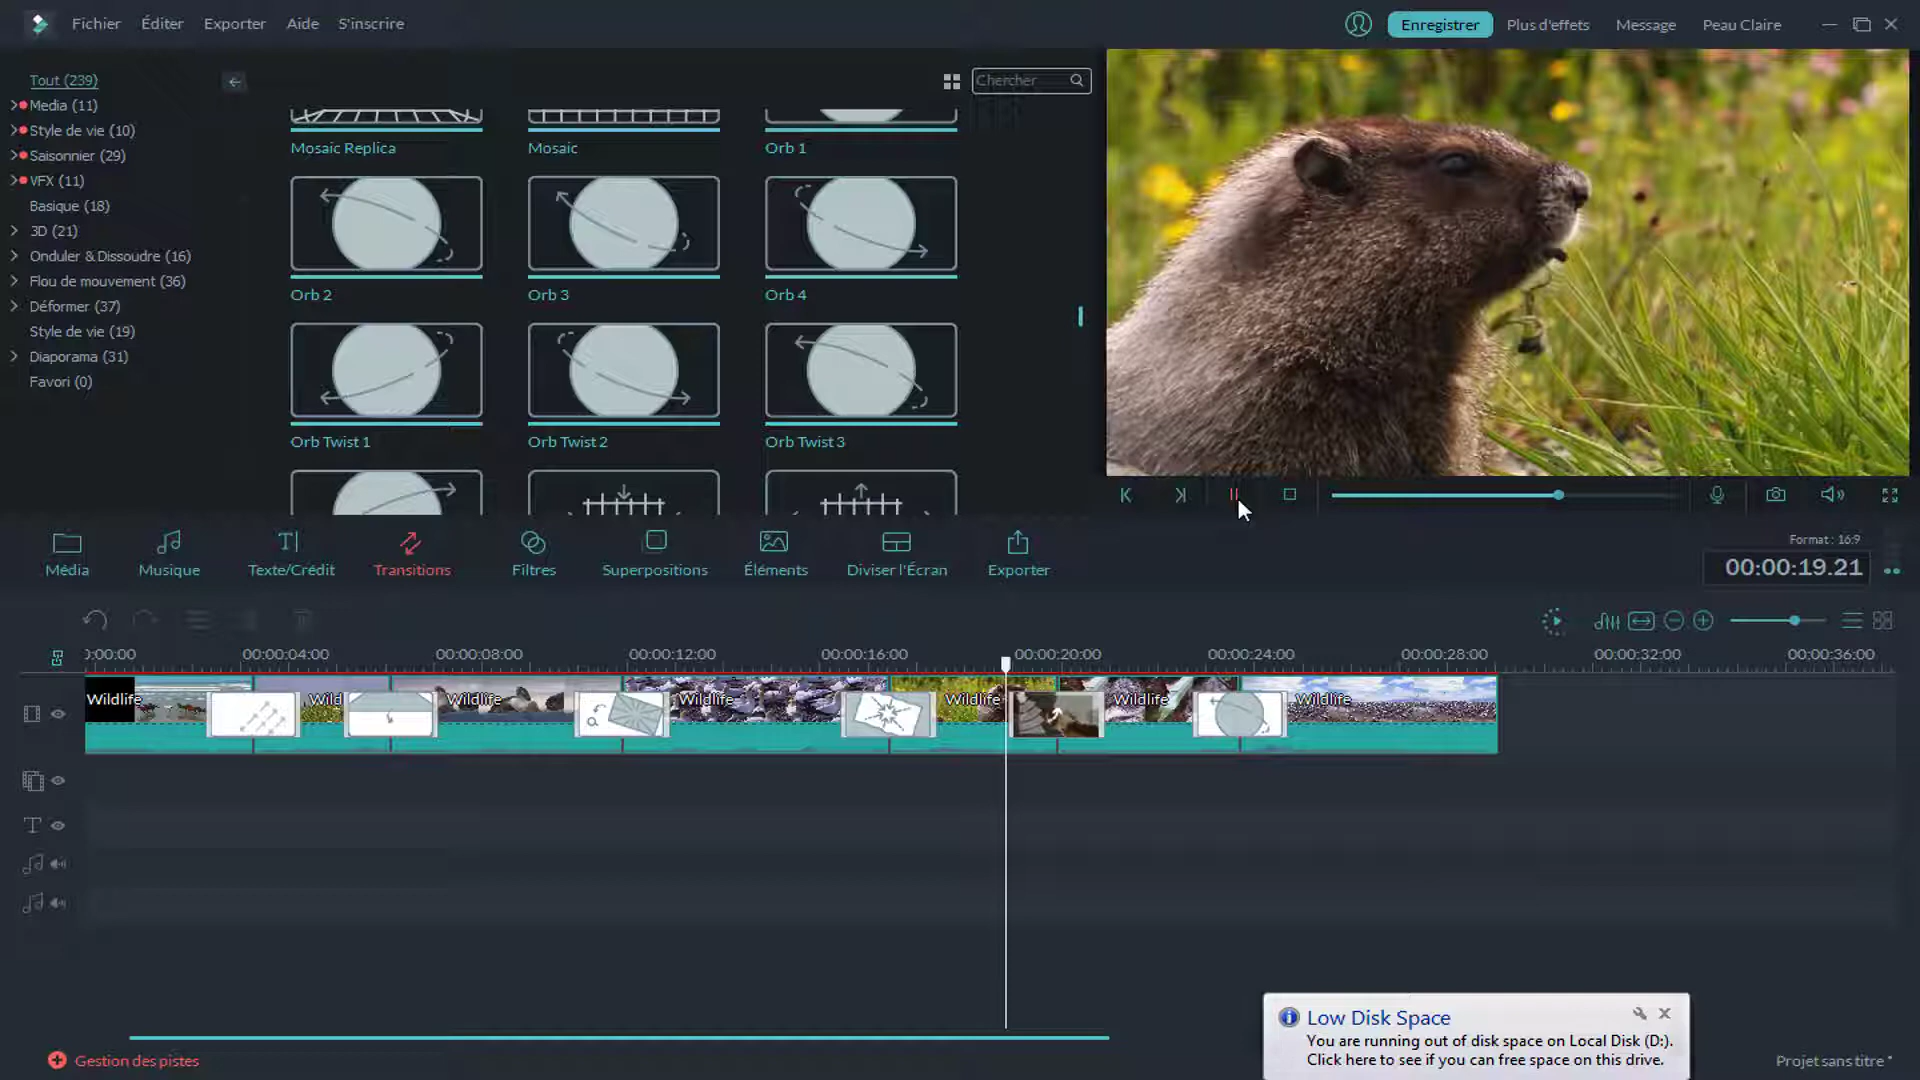 Fichier Éditer Exporter Aide S'inscrire Enregistrer Plus d'effets Message Peau Claire
Tout (239)
Media (11)
Style de vie (10)
Saisonnier (29)
VFX (11)
Basique (18)
3D (21)
Onduler & Dissoudre (16)
Flou de mouvement (36)
Déformer (37)
Style de vie (19)
Diaporama (31)
Favori (0)
Chercher
Mosaic Replica Mosaic Orb 1
Orb 2 Orb 3 Orb 4
Orb Twist 1 Orb Twist 2 Orb Twist 3
Média Musique Texte/Crédit Transitions Filtres Superpositions Éléments Diviser l'Écran Exporter
Format : 16:9
00:00:19.21
00:00:04:00 00:00:08:00 00:00:12:00 00:00:16:00 00:00:20:00 00:00:24:00 00:00:28:00 00:00:32:00 00:00:36:00
Wildlife Wild Wildlife Wildlife Wildlife Wildlife Wildlife
Low Disk Space
You are running out of disk space on Local Disk (D:).
Click here to see if you can free space on this drive.
Gestion des pistes
Projet sans titre *